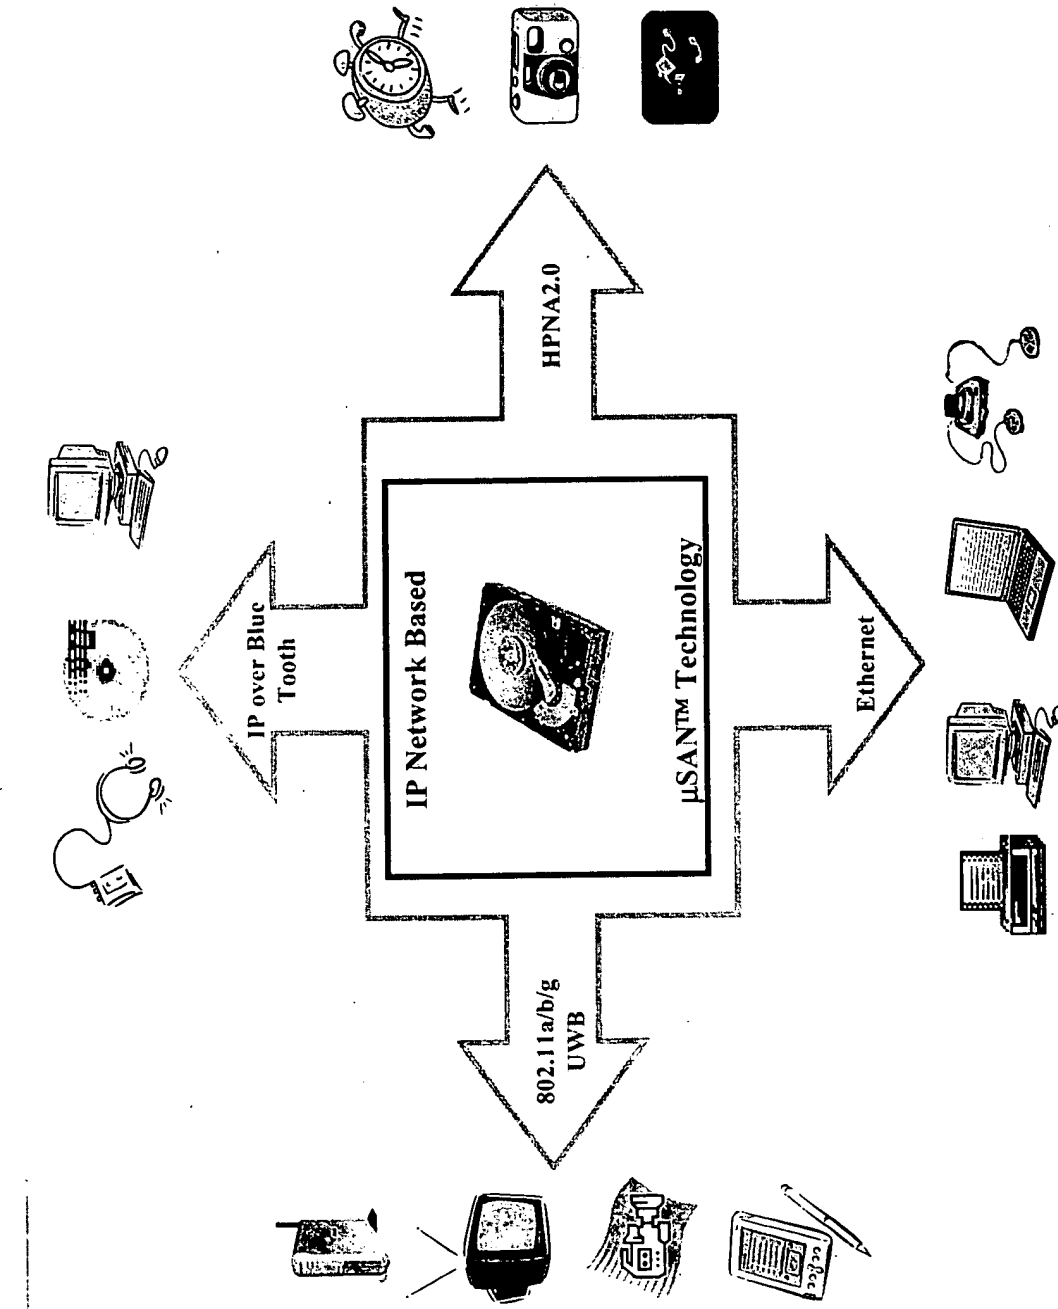 IP over Blue
Tooth
802.11a/b/g
UWB
IP Network Based
µSAN™ Technology
HPNA2.0
Ethernet